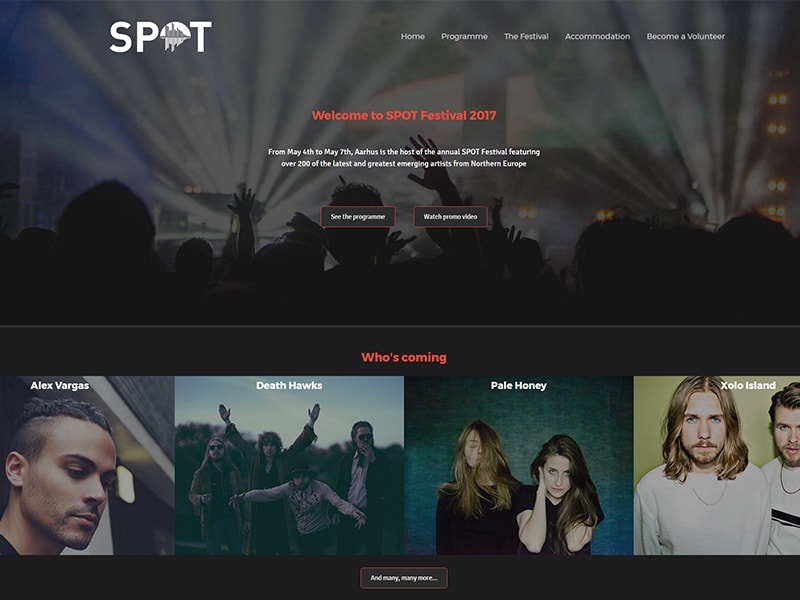 SPOT
Home Programme The Festival Accommodation Become a Volunteer
Welcome to SPOT Festival 2017
From May 4th to May 7th, Aarhus is the host of the annual SPOT Festival featuring
over 200 of the latest and greatest emerging artists from Northern Europe
See the programme Watch promo video
Who's coming
Alex Vargas Death Hawks Pale Honey Xolo Island
And many, many more...